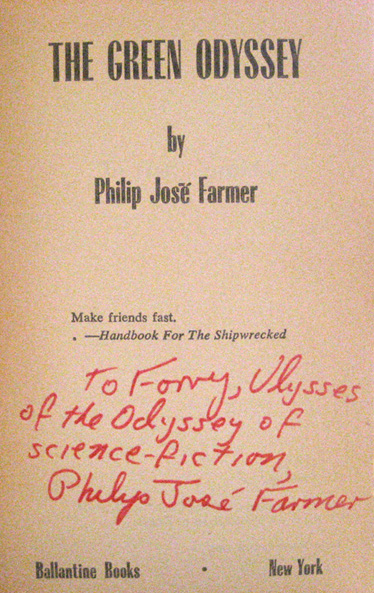 THE GREEN ODYSSEY
by
Philip José Farmer
Make friends fast.
. —Handbook For The Shipwrecked
To Forry, Ulysses
of the Odyssey of
science-fiction,
Philip José Farmer
Ballantine Books • New York